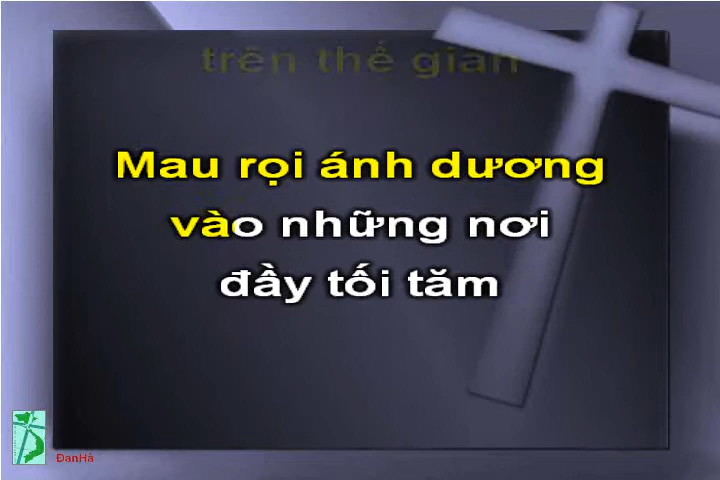 trên thế gian
Mau rọi ánh dương
vào những nơi
đầy tối tăm
ĐanHà